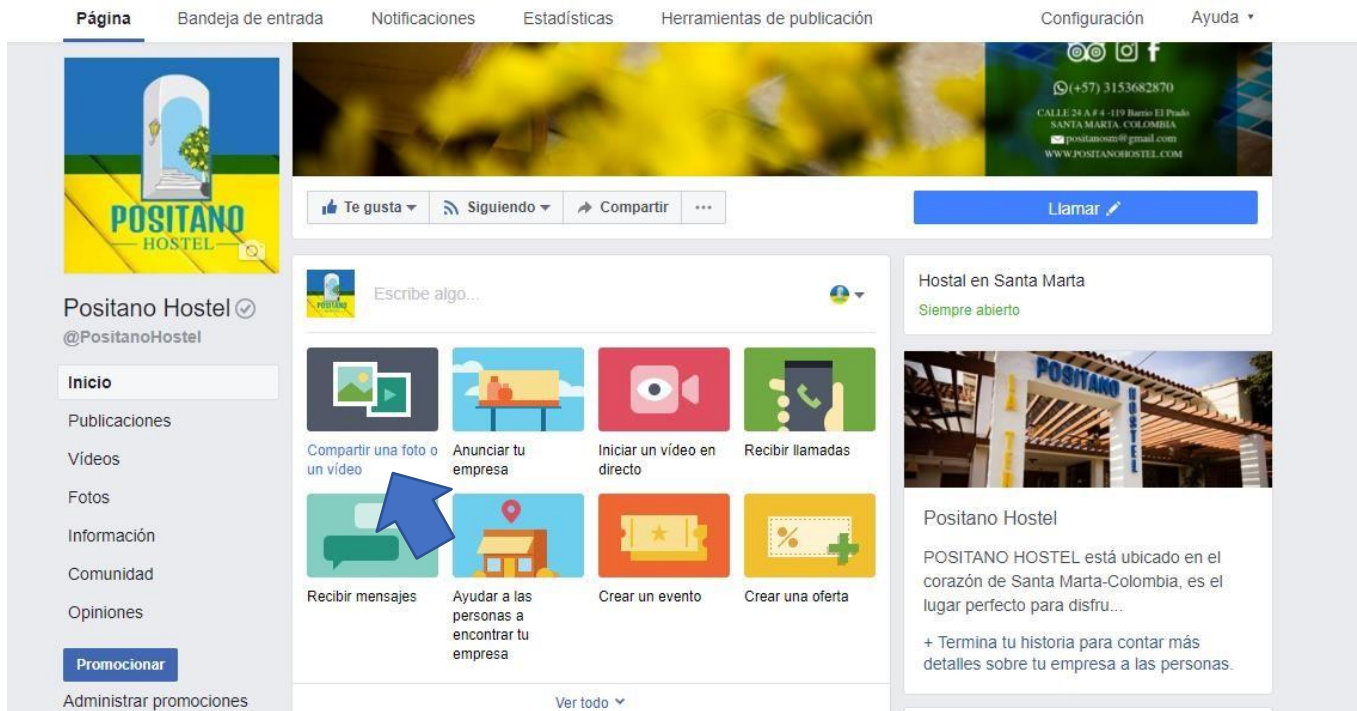 Página Bandeja de entrada Notificaciones Estadísticas Herramientas de publicación Configuración Ayuda
(+57) 3153682870
CALLE 24 A # 4 -119 Barrio El Prado
SANTA MARTA. COLOMBIA
positanosm@gmail.com
WWW.POSITANOHOSTEL.COM
POSITANO
HOSTEL
Te gusta Siguiendo Compartir ...
Llamar
Positano Hostel
@PositanoHostel
Inicio
Publicaciones
Vídeos
Fotos
Información
Comunidad
Opiniones
Promocionar
Administrar promociones
POSITANO
Escribe algo...
Compartir una foto o
un vídeo
Anunciar tu
empresa
Iniciar un vídeo en
directo
Recibir llamadas
Recibir mensajes
Ayudar a las
personas a
encontrar tu
empresa
Crear un evento
Crear una oferta
Ver todo
Hostal en Santa Marta
Siempre abierto
POSITANO
HOSTEL
LA
Positano Hostel
POSITANO HOSTEL está ubicado en el
corazón de Santa Marta-Colombia, es el
lugar perfecto para disfru...
+ Termina tu historia para contar más
detalles sobre tu empresa a las personas.